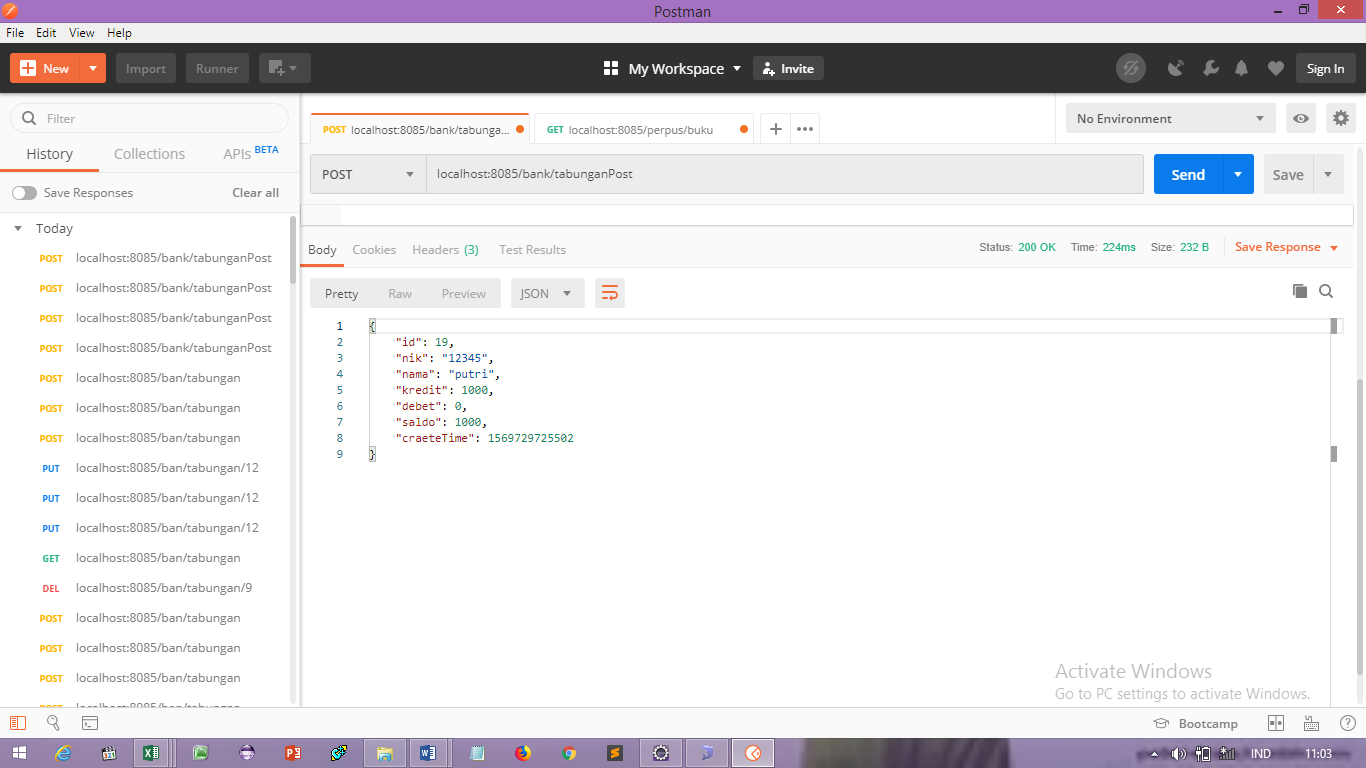 Postman
File Edit View Help
New Import Runner My Workspace Invite Sign In
Filter
History Collections APIs BETA
Save Responses Clear all
Today
POST localhost:8085/bank/tabunganPost
POST localhost:8085/bank/tabunganPost
POST localhost:8085/bank/tabunganPost
POST localhost:8085/bank/tabunganPost
POST localhost:8085/ban/tabungan
POST localhost:8085/ban/tabungan
POST localhost:8085/ban/tabungan
PUT localhost:8085/ban/tabungan/12
PUT localhost:8085/ban/tabungan/12
PUT localhost:8085/ban/tabungan/12
GET localhost:8085/ban/tabungan
DEL localhost:8085/ban/tabungan/9
POST localhost:8085/ban/tabungan
POST localhost:8085/ban/tabungan
POST localhost:8085/ban/tabungan
POST localhost:8085/ban/tabungan
POST localhost:8085/bank/tabunga... GET localhost:8085/perpus/buku
No Environment
POST localhost:8085/bank/tabunganPost Send Save
Body Cookies Headers (3) Test Results Status: 200 OK Time: 224ms Size: 232 B Save Response
Pretty Raw Preview JSON
1 {
2 "id": 19,
3 "nik": "12345",
4 "nama": "putri",
5 "kredit": 1000,
6 "debet": 0,
7 "saldo": 1000,
8 "craeteTime": 1569729725502
9 }
Activate Windows
Go to PC settings to activate Windows.
Bootcamp
IND 11:03